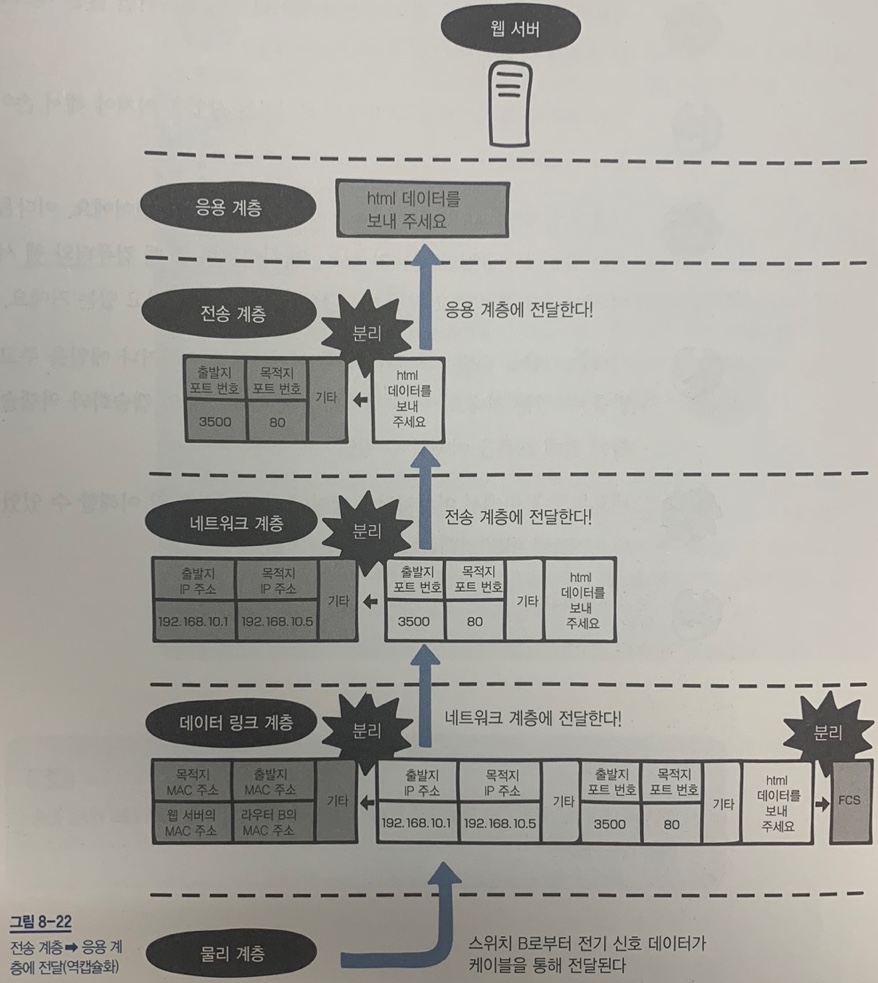 웹 서버
응용 계층
html 데이터를
보내 주세요
전송 계층
분리
응용 계층에 전달한다!
출발지
포트 번호
목적지
포트 번호
기타
3500
80
html
데이터를
보내
주세요
네트워크 계층
분리
전송 계층에 전달한다!
출발지
IP 주소
목적지
IP 주소
기타
192.168.10.1
192.168.10.5
출발지
포트 번호
목적지
포트 번호
기타
3500
80
html
데이터를
보내
주세요
데이터 링크 계층
분리
네트워크 계층에 전달한다!
분리
목적지
MAC 주소
출발지
MAC 주소
기타
웹 서버의
MAC 주소
라우터 B의
MAC 주소
출발지
IP 주소
목적지
IP 주소
기타
192.168.10.1
192.168.10.5
출발지
포트 번호
목적지
포트 번호
기타
3500
80
html
데이터를
보내
주세요
FCS
그림 8-22
전송 계층 ➡ 응용 계
층에 전달(역캡슐화)
물리 계층
스위치 B로부터 전기 신호 데이터가
케이블을 통해 전달된다